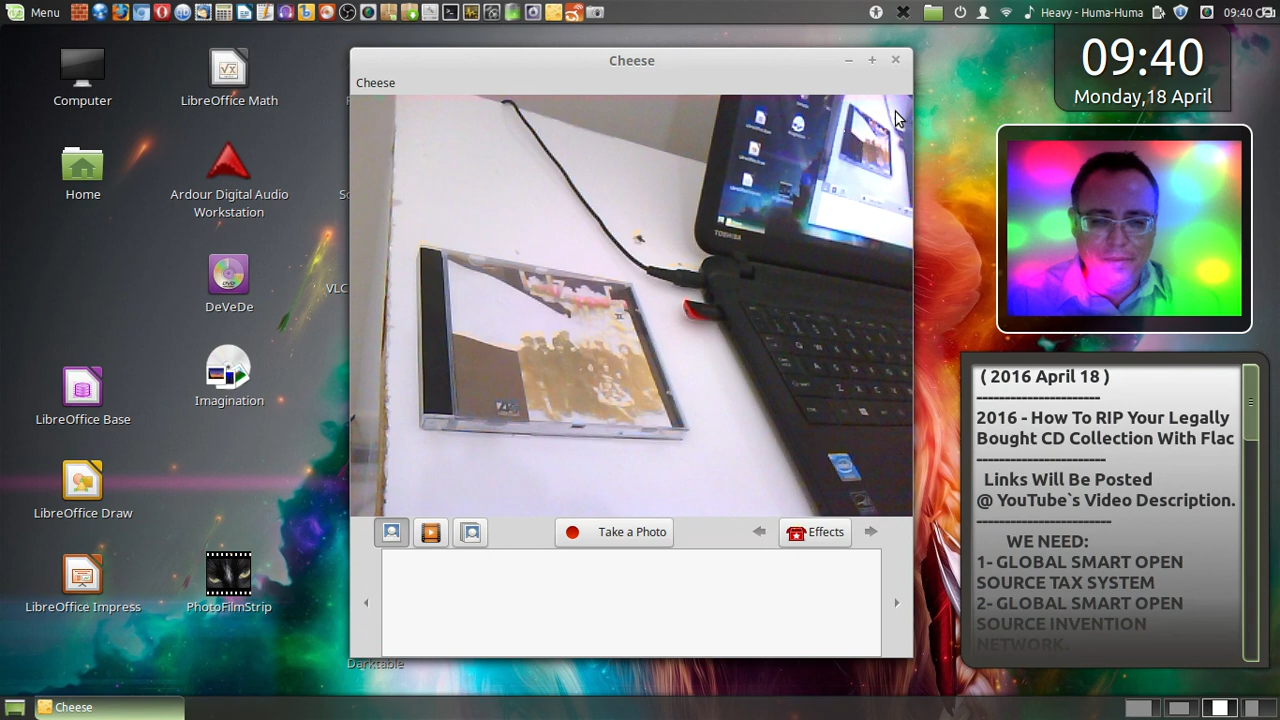 Menu
Heavy - Huma-Huma
09:40
Computer
LibreOffice Math
Home
Ardour Digital Audio
Workstation
DeVeDe
VLC
LibreOffice Base
Imagination
LibreOffice Draw
LibreOffice Impress
PhotoFilmStrip
Darktable
Cheese
Cheese
TOSHIBA
Take a Photo
Effects
09:40
Monday,18 April
( 2016 April 18 )
-----------------------
2016 - How To RIP Your Legally
Bought CD Collection With Flac
------------------------
Links Will Be Posted
@ YouTube`s Video Description.
-------------------------
WE NEED:
1- GLOBAL SMART OPEN
SOURCE TAX SYSTEM
2- GLOBAL SMART OPEN
SOURCE INVENTION
NETWORK.
Cheese